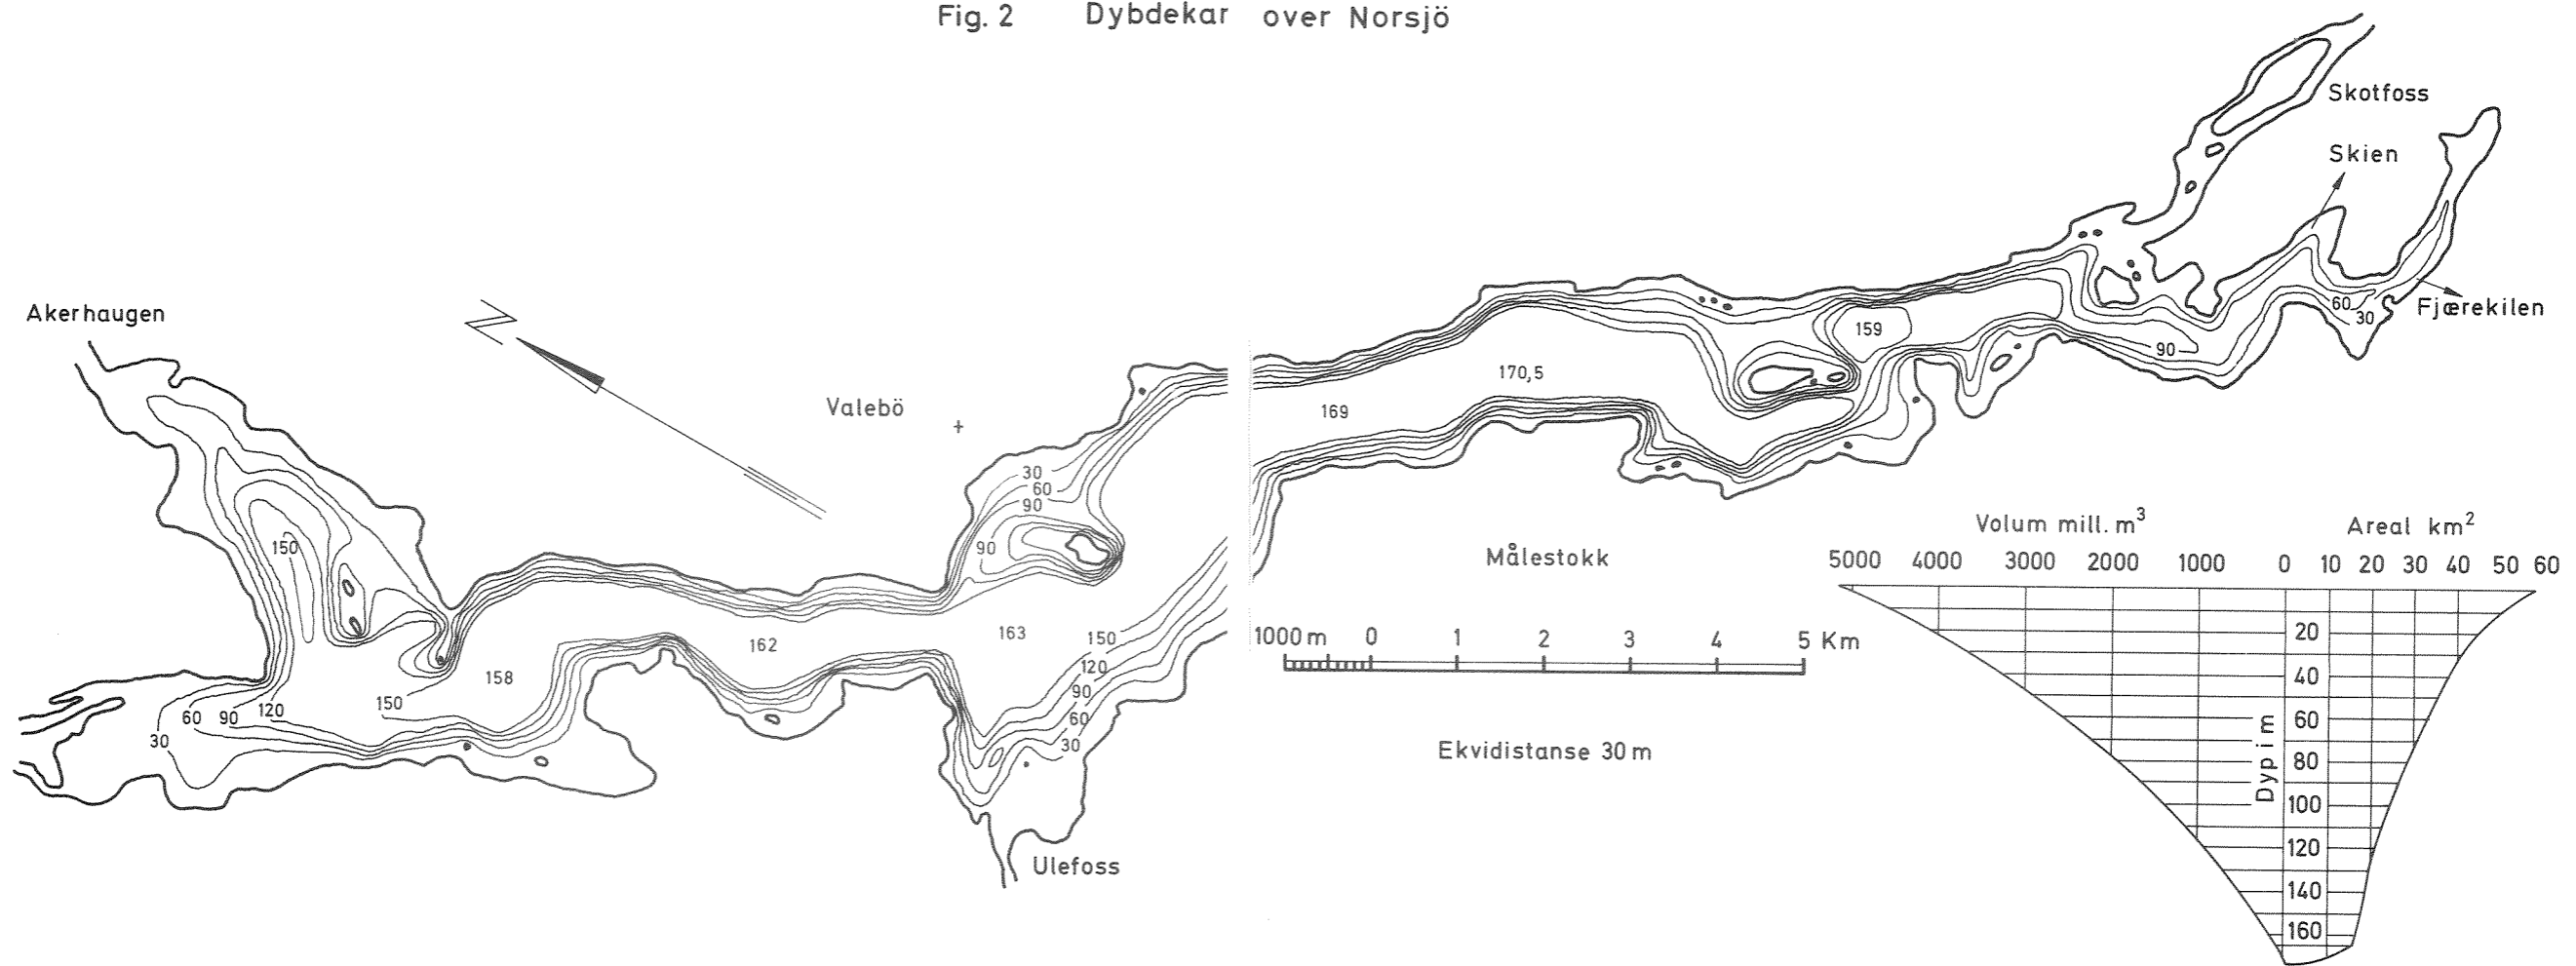 Fig. 2 Dybdekar over Norsjö
Skotfoss
Skien
Akerhaugen
N
60
30
Fjærekilen
159
90
170,5
Valebö
169
30
60
90
90
150
Volum mill. m³ Areal km²
5000 4000 3000 2000 1000 0 10 20 30 40 50 60
Målestokk
163
162
150
1000 m 0 1 2 3 4 5 Km
20
120
158
40
90
150
60 90 120
60
60
30
30
Ekvidistanse 30 m
80
Dyp i m
100
120
Ulefoss
140
160